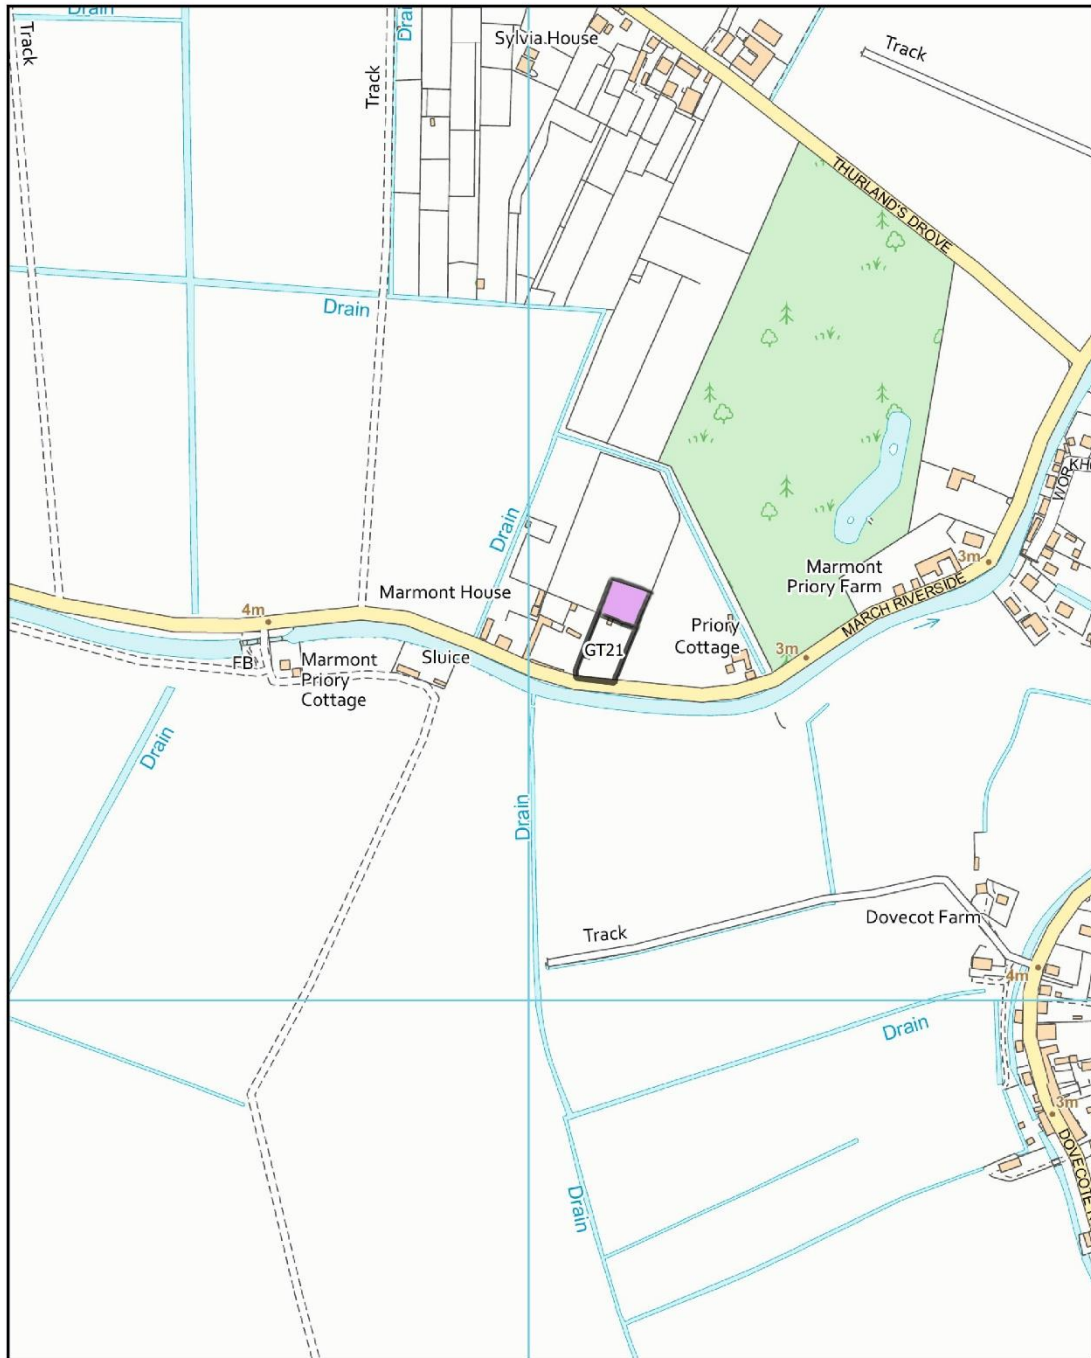 Drain
Drain
Track
Sylvia House
Track
Track
THURLAND'S DROVE
Drain
Drain
Marmont House
Marmont
Priory Farm
3m
MARCH RIVERSIDE
4m
Priory
Cottage
GT21
3m
FB
Marmont
Priory
Cottage
Sluice
Drain
Drain
Track
Dovecot Farm
4m
Drain
3m
Drain